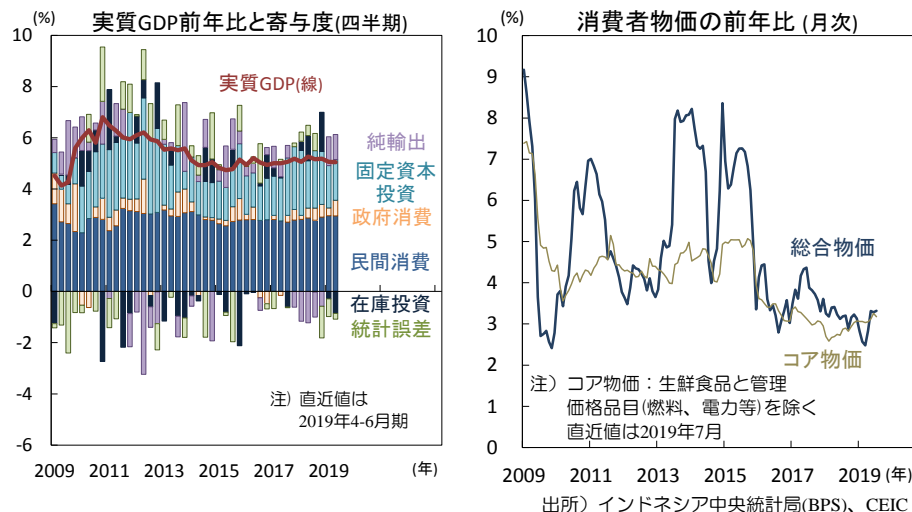 実質GDP前年比と寄与度(四半期)
(%)
10
8
6
4
2
0
-2
-4
-6
実質GDP(線)
純輸出
固定資本
投資
政府消費
民間消費
在庫投資
統計誤差
注) 直近値は
2019年4-6月期
2009 2011 2013 2015 2017 2019 (年)
消費者物価の前年比 (月次)
(%)
10
9
8
7
6
5
4
3
2
1
0
総合物価
コア物価
注）コア物価：生鮮食品と管理
価格品目(燃料、電力等)を除く
直近値は2019年7月
2009 2011 2013 2015 2017 2019 (年)
出所）インドネシア中央統計局(BPS)、CEIC